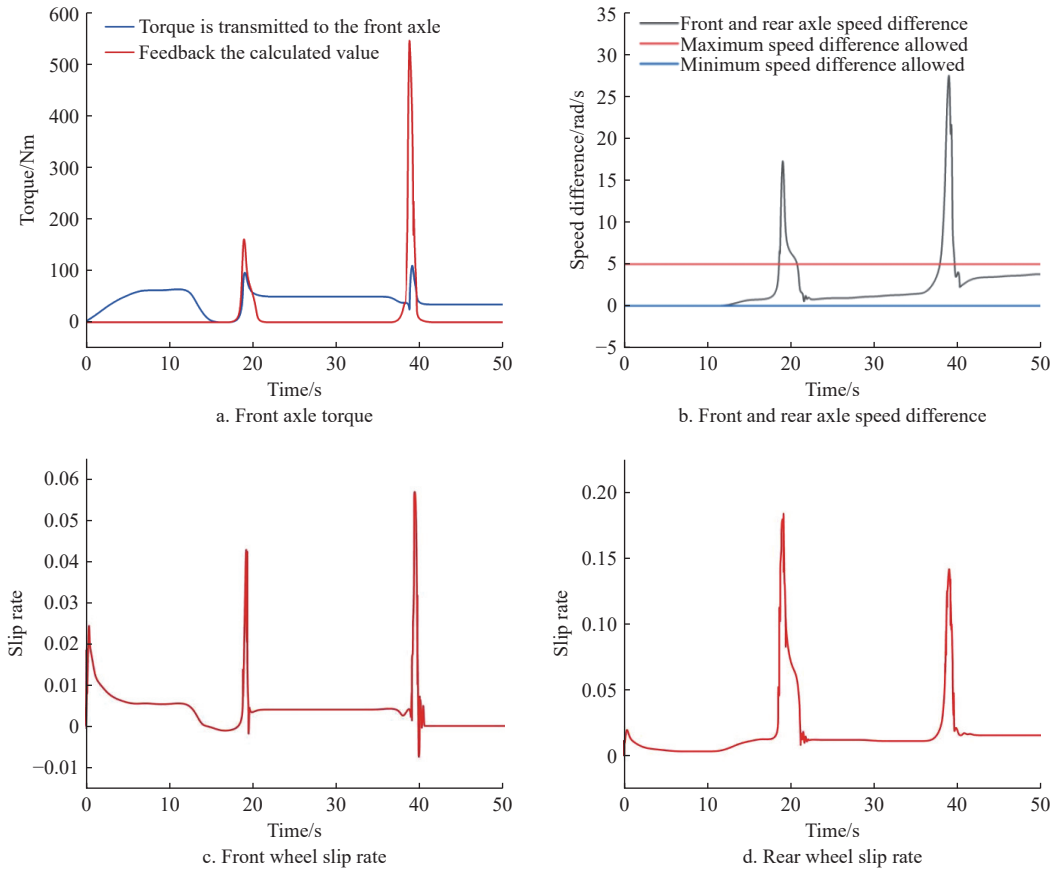 Torque is transmitted to the front axle
Feedback the calculated value
600
500
400
300
200
100
0
Torque/Nm
0 10 20 30 40 50
Time/s
a. Front axle torque
Front and rear axle speed difference
Maximum speed difference allowed
Minimum speed difference allowed
35
30
25
20
15
10
5
0
−5
Speed difference/rad/s
0 10 20 30 40 50
Time/s
b. Front and rear axle speed difference
0.06
0.05
0.04
0.03
0.02
0.01
0
−0.01
Slip rate
0 10 20 30 40 50
Time/s
c. Front wheel slip rate
0.20
0.15
0.10
0.05
0
Slip rate
0 10 20 30 40 50
Time/s
d. Rear wheel slip rate